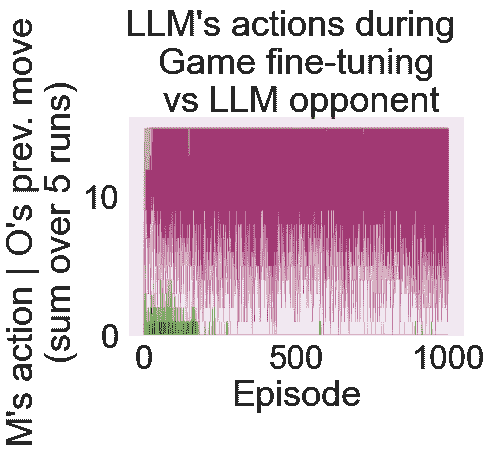 LLM's actions during
Game fine-tuning
vs LLM opponent
M's action | O's prev. move
(sum over 5 runs)
10
0
0
500
1000
Episode